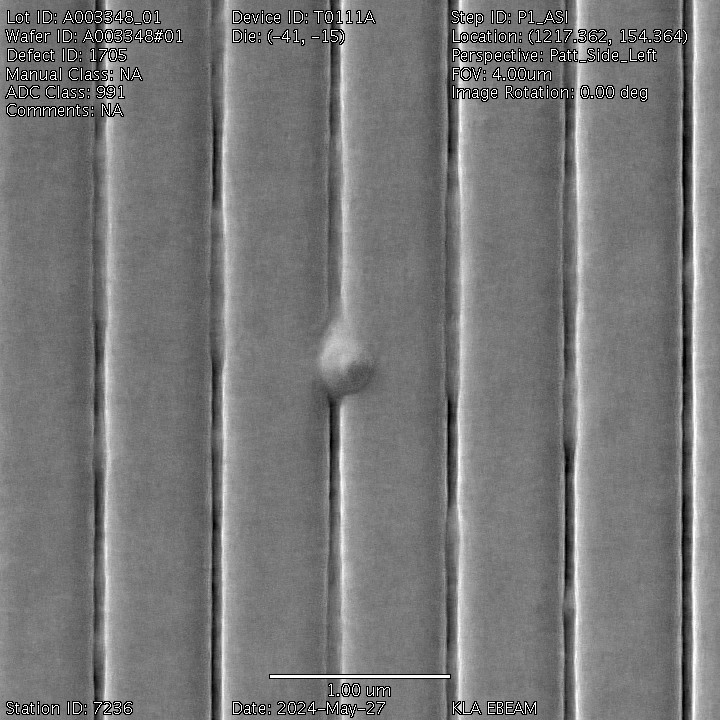 Lot ID: A003348_01
Wafer ID: A003348#01
Defect ID: 1705
Manual Class: NA
ADC Class: 991
Comments: NA
Device ID: T0111A
Die: (-41, -15)
Step ID: P1_ASI
Location: (1217.362, 154.364)
Perspective: Patt_Side_Left
FOV: 4.00um
Image Rotation: 0.00 deg
1.00 um
Station ID: 7236
Date: 2024-May-27
KLA EBEAM